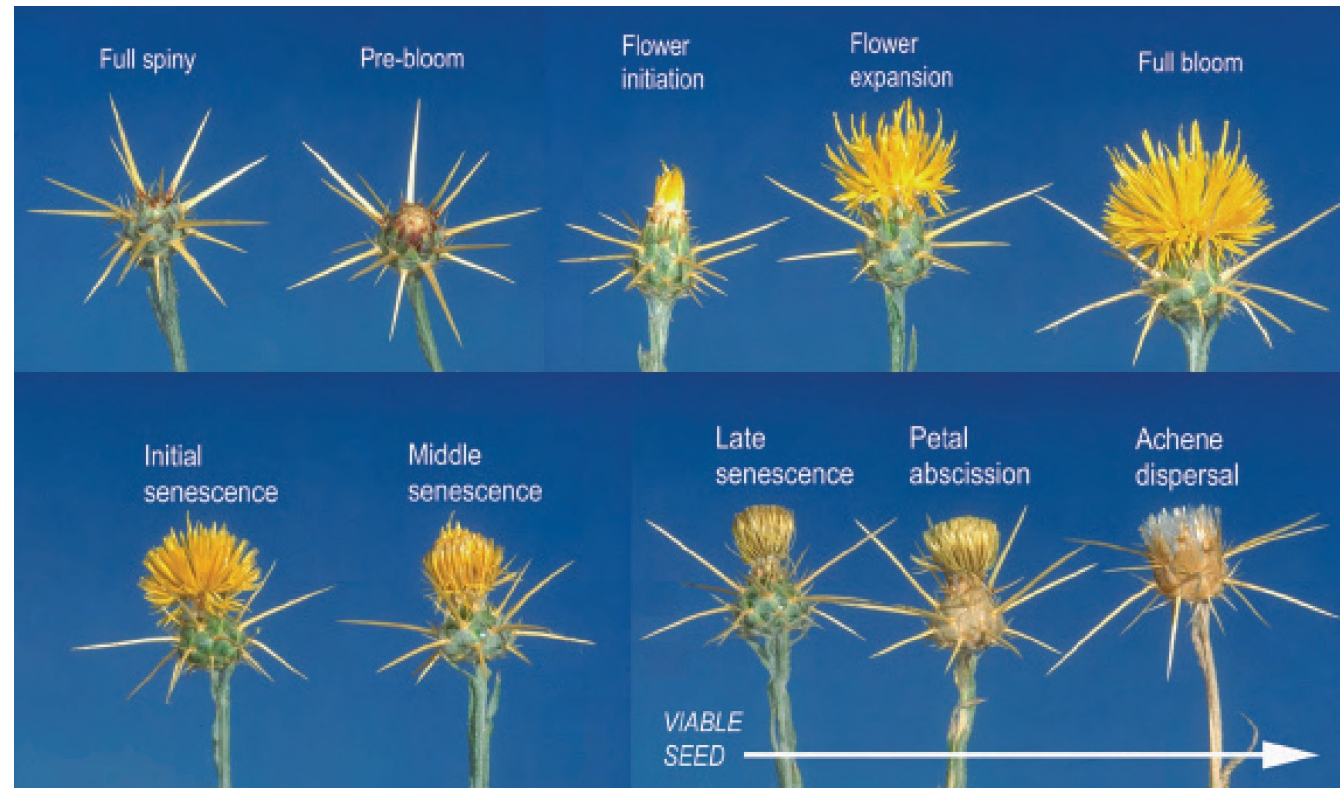 Full spiny
Pre-bloom
Flower
initiation
Flower
expansion
Full bloom
Initial
senescence
Middle
senescence
Late
senescence
Petal
abscission
Achene
dispersal
VIABLE
SEED